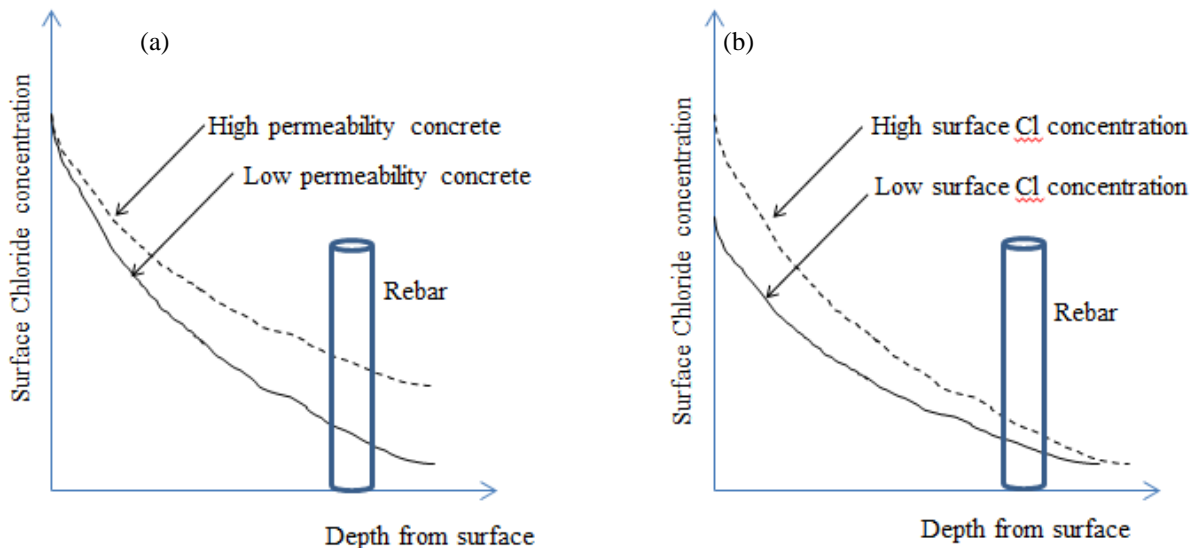 (a)
Surface Chloride concentration
High permeability concrete
Low permeability concrete
Rebar
Depth from surface
(b)
Surface Chloride concentration
High surface Cl concentration
Low surface Cl concentration
Rebar
Depth from surface